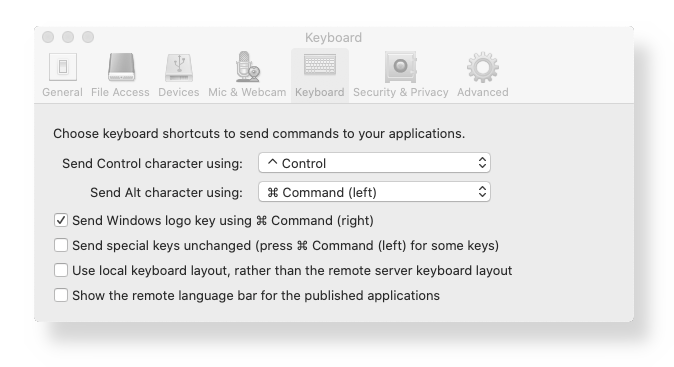 Keyboard
General File Access Devices Mic & Webcam Keyboard Security & Privacy Advanced
Choose keyboard shortcuts to send commands to your applications.
Send Control character using: ^ Control
Send Alt character using: ⌘ Command (left)
Send Windows logo key using ⌘ Command (right)
Send special keys unchanged (press ⌘ Command (left) for some keys)
Use local keyboard layout, rather than the remote server keyboard layout
Show the remote language bar for the published applications